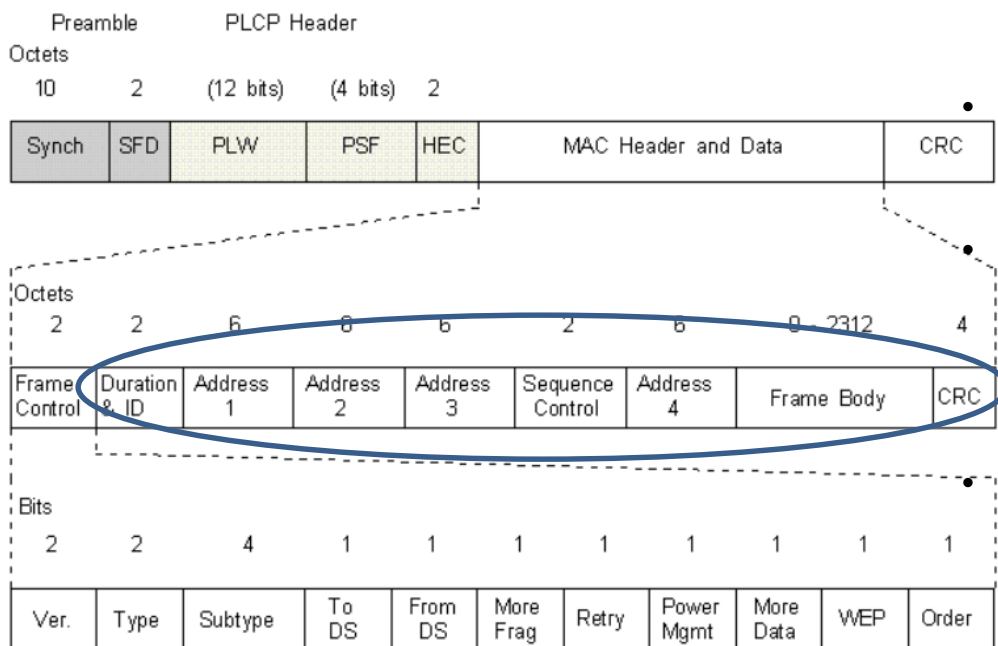 Preamble PLCP Header
Octets
10 2 (12 bits) (4 bits) 2
Synch SFD PLW PSF HEC MAC Header and Data CRC
Octets
2 2 6 6 6 2 6 0 - 2312 4
Frame Control Duration & ID Address 1 Address 2 Address 3 Sequence Control Address 4 Frame Body CRC
Bits
2 2 4 1 1 1 1 1 1 1 1
Ver. Type Subtype To DS From DS More Frag Retry Power Mgmt More Data WEP Order